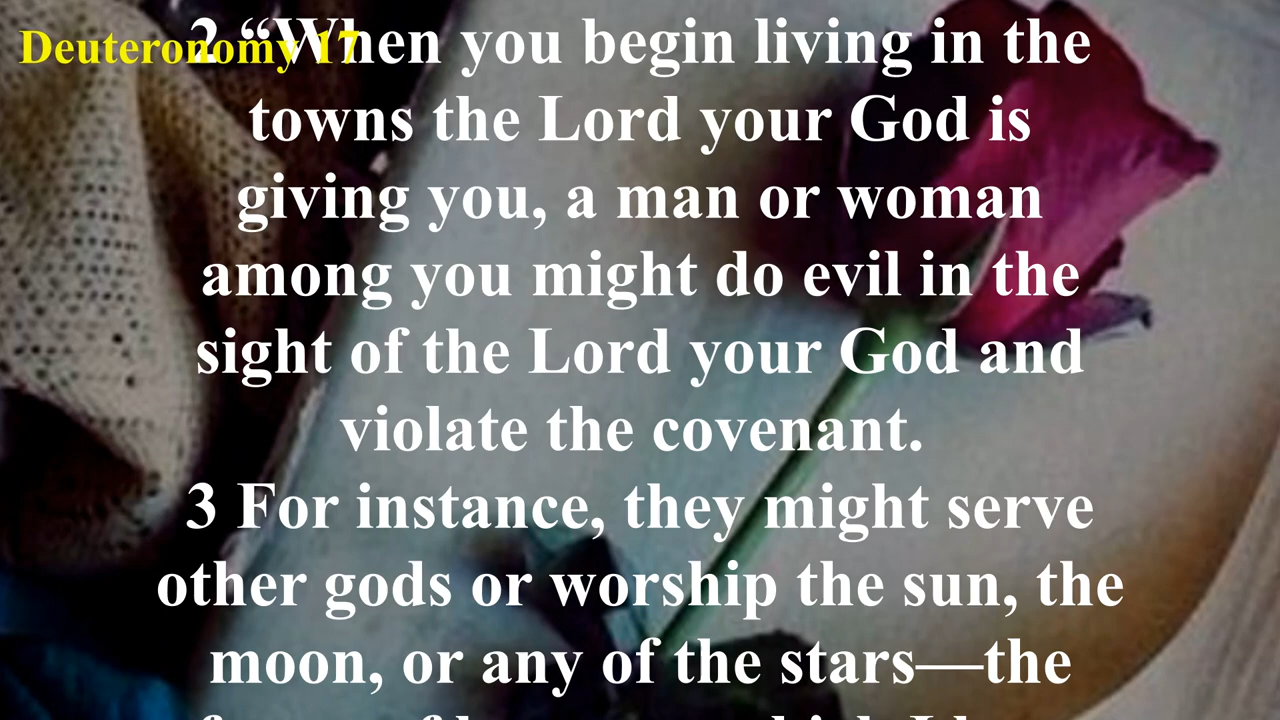 Deuteronomy 17
2 “When you begin living in the
towns the Lord your God is
giving you, a man or woman
among you might do evil in the
sight of the Lord your God and
violate the covenant.
3 For instance, they might serve
other gods or worship the sun, the
moon, or any of the stars—the